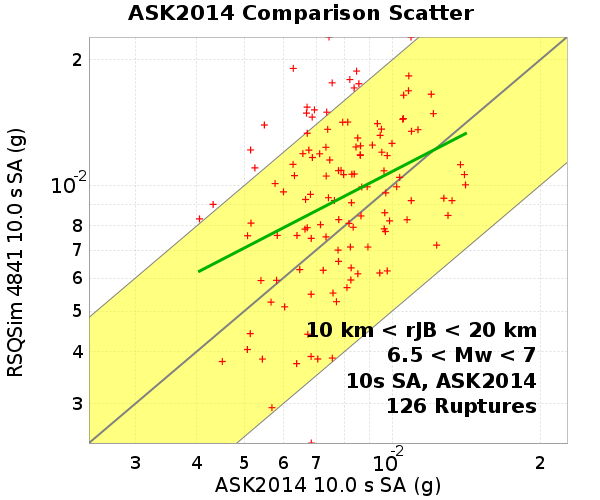 ASK2014 Comparison Scatter
RSQSim 4841 10.0 s SA (g)
2
10-2
8
7
6
5
4
3
10 km < rJB < 20 km
6.5 < Mw < 7
10s SA, ASK2014
126 Ruptures
3 4 5 6 7 8 10-2 2
ASK2014 10.0 s SA (g)